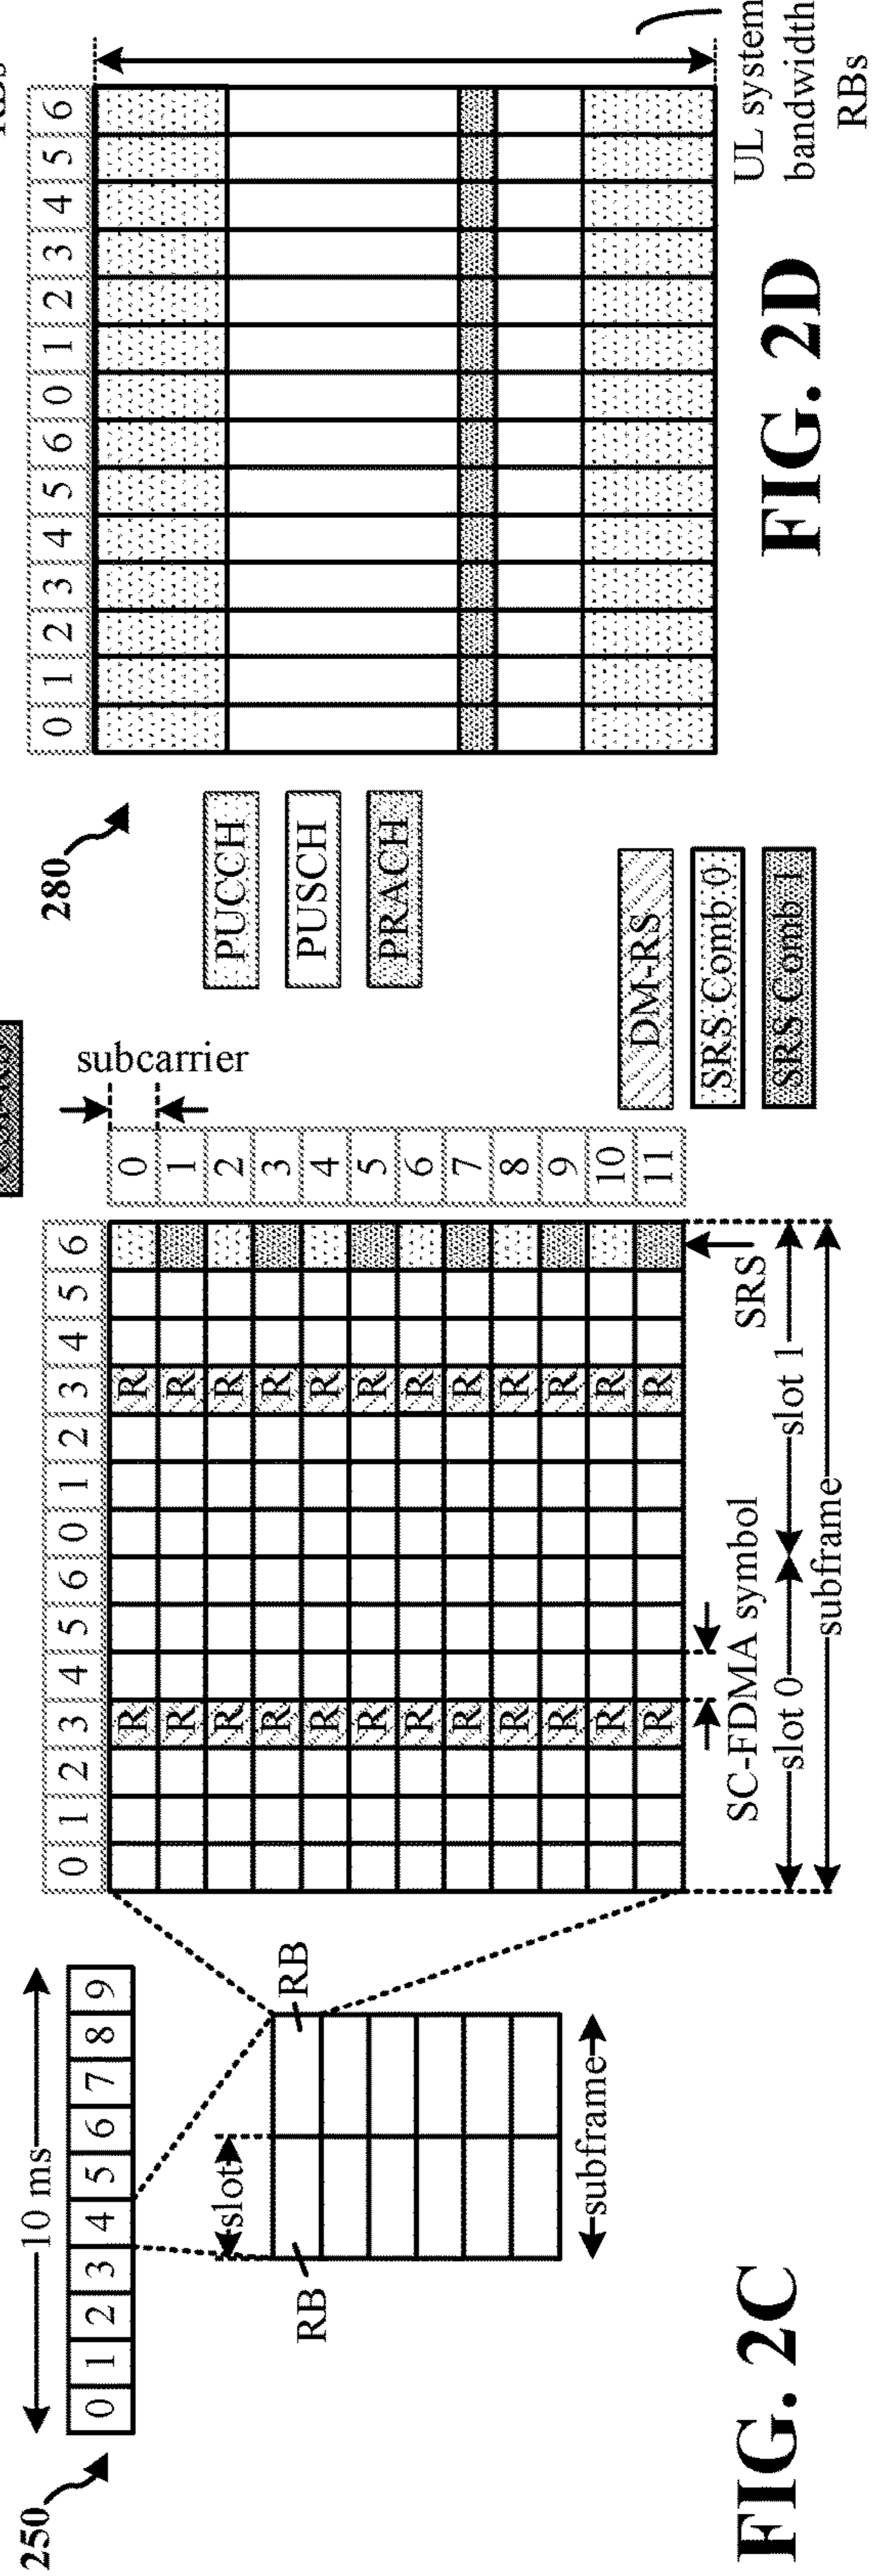 250
10 ms
0 1 2 3 4 5 6 7 8 9
slot
RB
RB
subframe
0 1 2 3 4 5 6 0 1 2 3 4 5 6
subcarrier
R R 0
R R 1
R R 2
R R 3
R R 4
R R 5
R R 6
R R 7
R R 8
R R 9
R R 10
R R 11
SC-FDMA symbol
SRS
slot 0
slot 1
subframe
DM-RS
SRS Comb 0
SRS Comb 1
FIG. 2C
280
0 1 2 3 4 5 6 0 1 2 3 4 5 6
PUCCH
PUSCH
PRACH
UL system
bandwidth
RBs
FIG. 2D